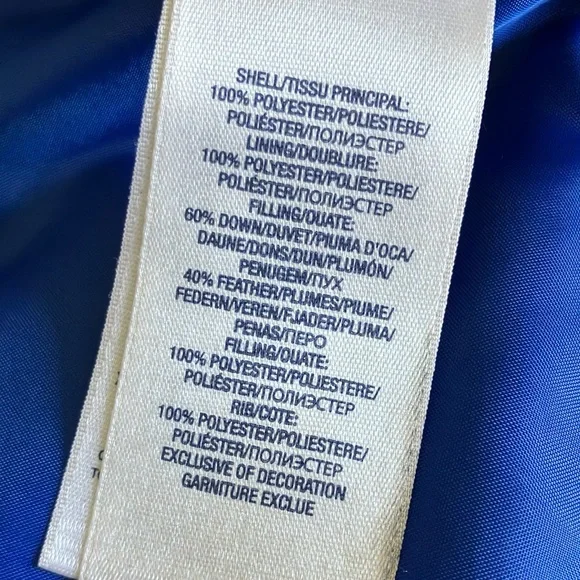 SHELL/TISSU PRINCIPAL:
100% POLYESTER/POLIESTERE/
POLIÉSTER/ПОЛИЭСТЕР
LINING/DOUBLURE:
100% POLYESTER/POLIESTERE/
POLIÉSTER/ПОЛИЭСТЕР
FILLING/OUATE:
60% DOWN/DUVET/PIUMA D'OCA/
DAUNE/DONS/DUN/PLUMÓN/
PENUGEM/ПУХ
40% FEATHER/PLUMES/PIUME/
FEDERN/VEREN/FJADER/PLUMA/
PENAS/ПЕРО
FILLING/OUATE:
100% POLYESTER/POLIESTERE/
POLIÉSTER/ПОЛИЭСТЕР
RIB/COTE:
100% POLYESTER/POLIESTERE/
POLIÉSTER/ПОЛИЭСТЕР
EXCLUSIVE OF DECORATION
GARNITURE EXCLUE